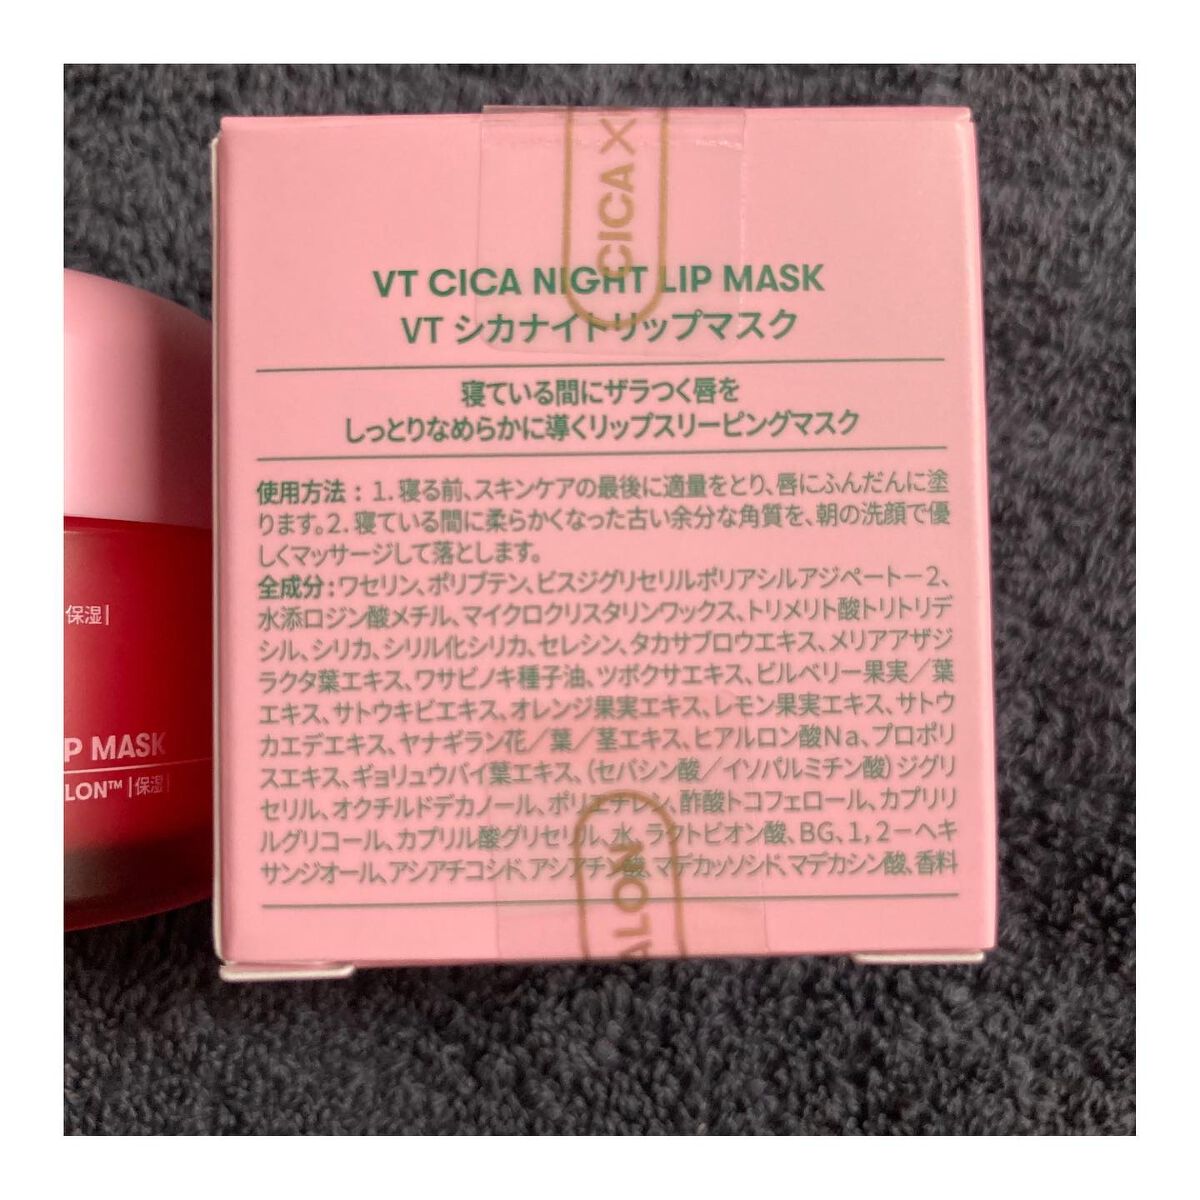 CICA ×
VT CICA NIGHT LIP MASK
VT シカナイトリップマスク
寝ている間にザラつく唇を
しっとりなめらかに導くリップスリーピングマスク
使用方法 : 1. 寝る前、スキンケアの最後に適量をとり、唇にふんだんに塗
ります。2. 寝ている間に柔らかくなった古い余分な角質を、朝の洗顔で優
しくマッサージして落とします。
全成分 : ワセリン、ポリブテン、ビスジグリセリルポリアシルアジペート－2、
水添ロジン酸メチル、マイクロクリスタリンワックス、トリメリト酸トリトリデ
シル、シリカ、シリル化シリカ、セレシン、タカサブロウエキス、メリアアザジ
ラクタ葉エキス、ワサビノキ種子油、ツボクサエキス、ビルベリー果実／葉
エキス、サトウキビエキス、オレンジ果実エキス、レモン果実エキス、サトウ
カエデエキス、ヤナギラン花／葉／茎エキス、ヒアルロン酸Na、プロポリ
スエキス、ギョリュウバイ葉エキス、（セバシン酸／イソパルミチン酸）ジグリ
セリル、オクチルドデカノール、ポリエチレン、酢酸トコフェロール、カプリリ
ルグリコール、カプリル酸グリセリル、水、ラクトビオン酸、BG、1,2－ヘキ
サンジオール、アシアチコシド、アシアチン酸、マデカッソシド、マデカシン酸、香料
ALON
保湿|
P MASK
LON™ |保湿|